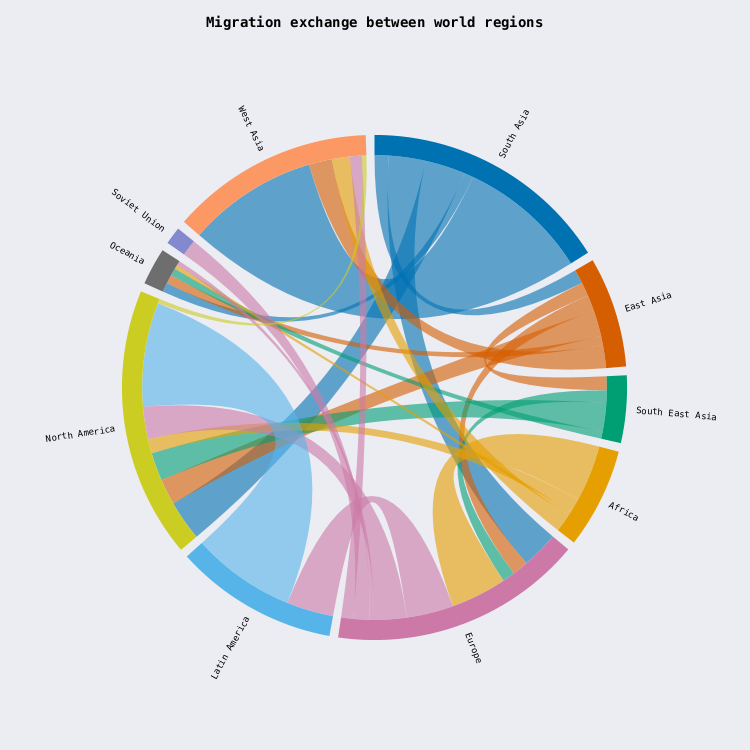 Migration exchange between world regions
West Asia
South Asia
Soviet Union
Oceania
East Asia
South East Asia
North America
Africa
Latin America
Europe